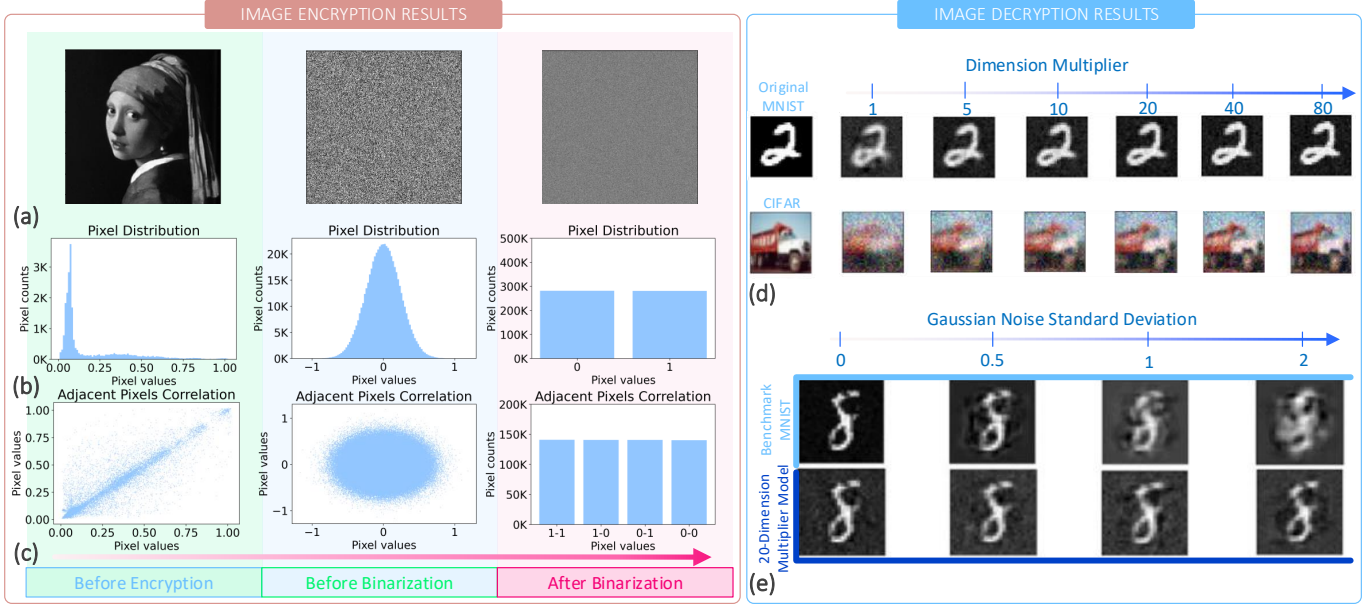 IMAGE ENCRYPTION RESULTS
(a)
Pixel Distribution
Pixel counts
3K
2K
1K
0K
0.00 0.25 0.50 0.75 1.00
Pixel values
Pixel Distribution
Pixel counts
20K
15K
10K
5K
0K
−1 0 1
Pixel values
Pixel Distribution
Pixel counts
500K
400K
300K
200K
100K
0K
0 1
Pixel values
(b)
Adjacent Pixels Correlation
Pixel values
1.00
0.75
0.50
0.25
0.00
0.00 0.25 0.50 0.75 1.00
Pixel values
Adjacent Pixels Correlation
Pixel values
1
0
−1
−1 0 1
Pixel values
Adjacent Pixels Correlation
Pixel counts
200K
150K
100K
50K
0K
1-1 1-0 0-1 0-0
Pixel values
(c)
Before Encryption
Before Binarization
After Binarization
IMAGE DECRYPTION RESULTS
Dimension Multiplier
Original
MNIST
1 5 10 20 40 80
CIFAR
(d)
Gaussian Noise Standard Deviation
0 0.5 1 2
Benchmark
MNIST
20-Dimension
Multiplier Model
(e)